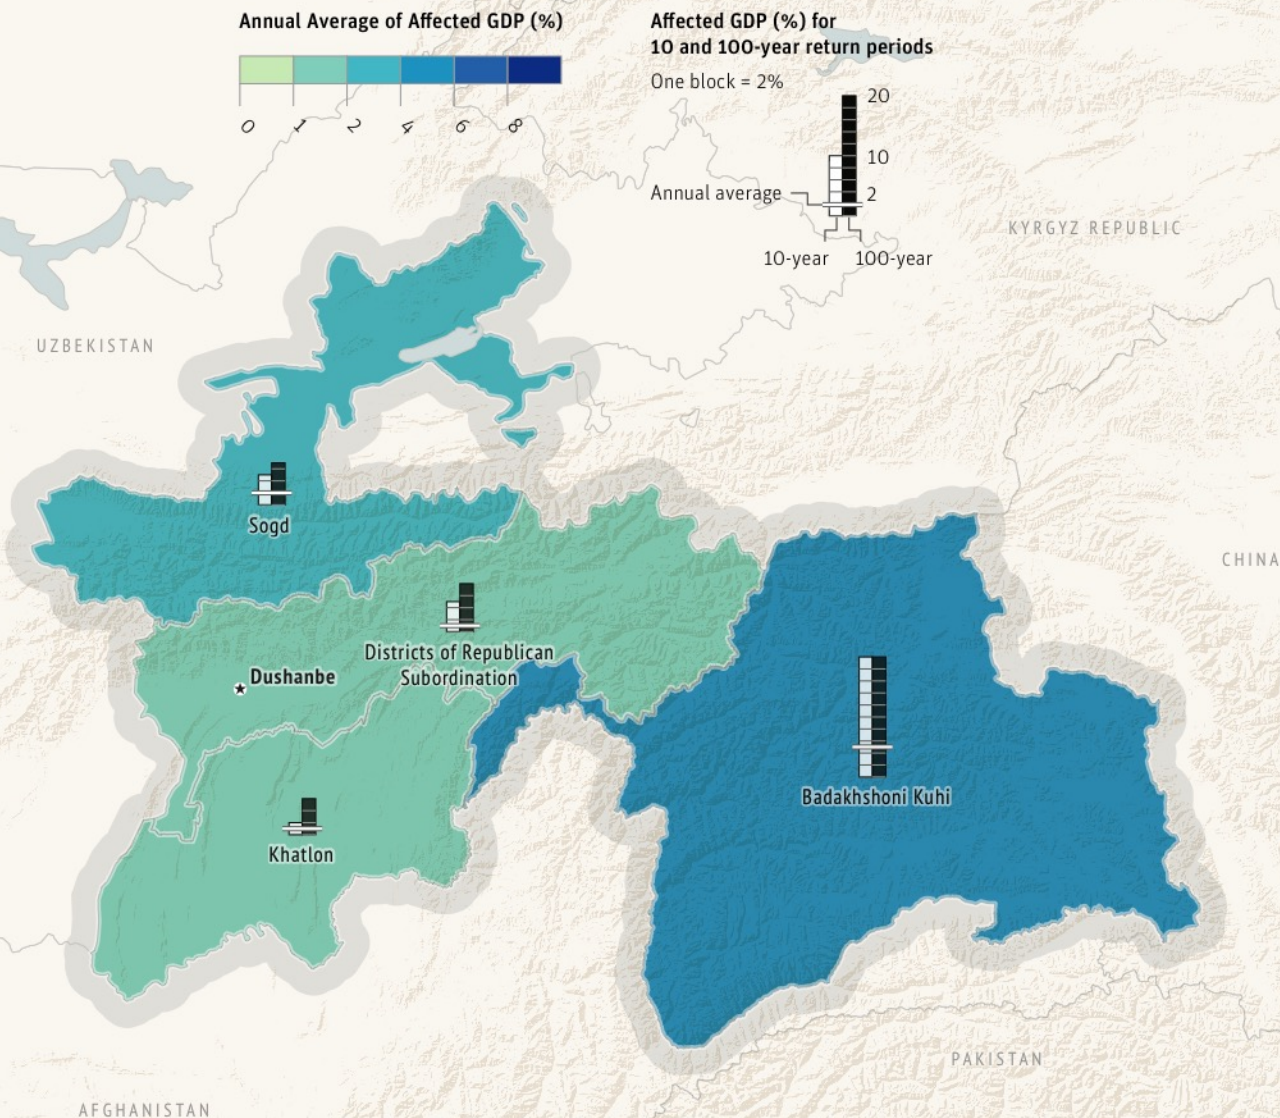 Annual Average of Affected GDP (%)
0 1 2 4 6 8
Affected GDP (%) for
10 and 100-year return periods
One block = 2%
20
10
2
Annual average
10-year 100-year
KYRGYZ REPUBLIC
UZBEKISTAN
CHINA
Sogd
Districts of Republican
Subordination
Dushanbe
Badakhshoni Kuhi
Khatlon
PAKISTAN
AFGHANISTAN